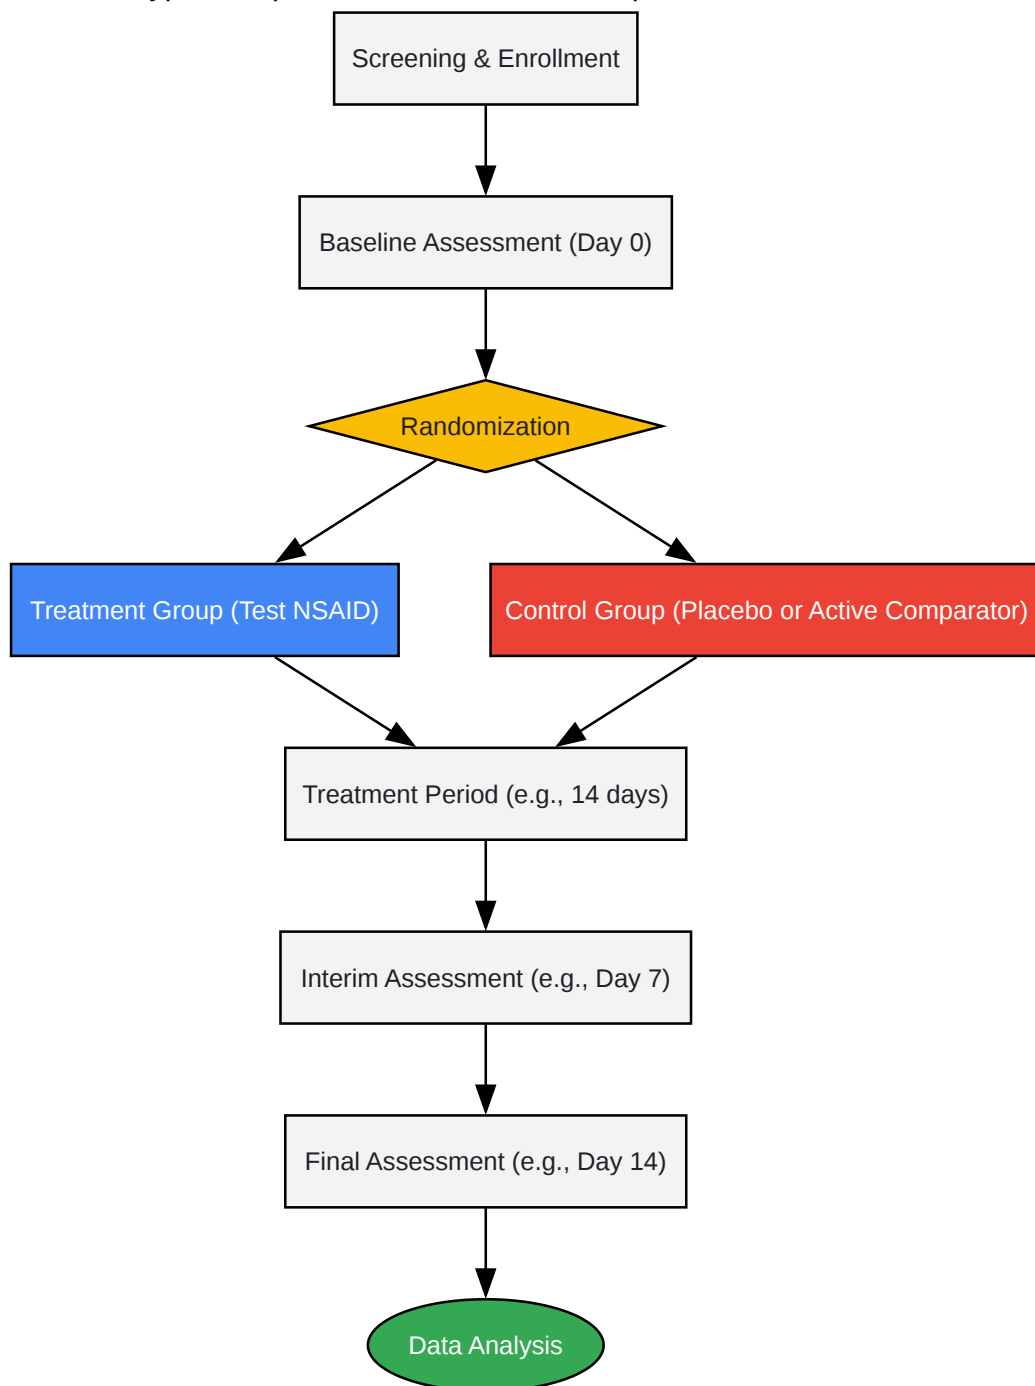 Screening & Enrollment
Baseline Assessment (Day 0)
Randomization
Treatment Group (Test NSAID)
Control Group (Placebo or Active Comparator)
Treatment Period (e.g., 14 days)
Interim Assessment (e.g., Day 7)
Final Assessment (e.g., Day 14)
Data Analysis